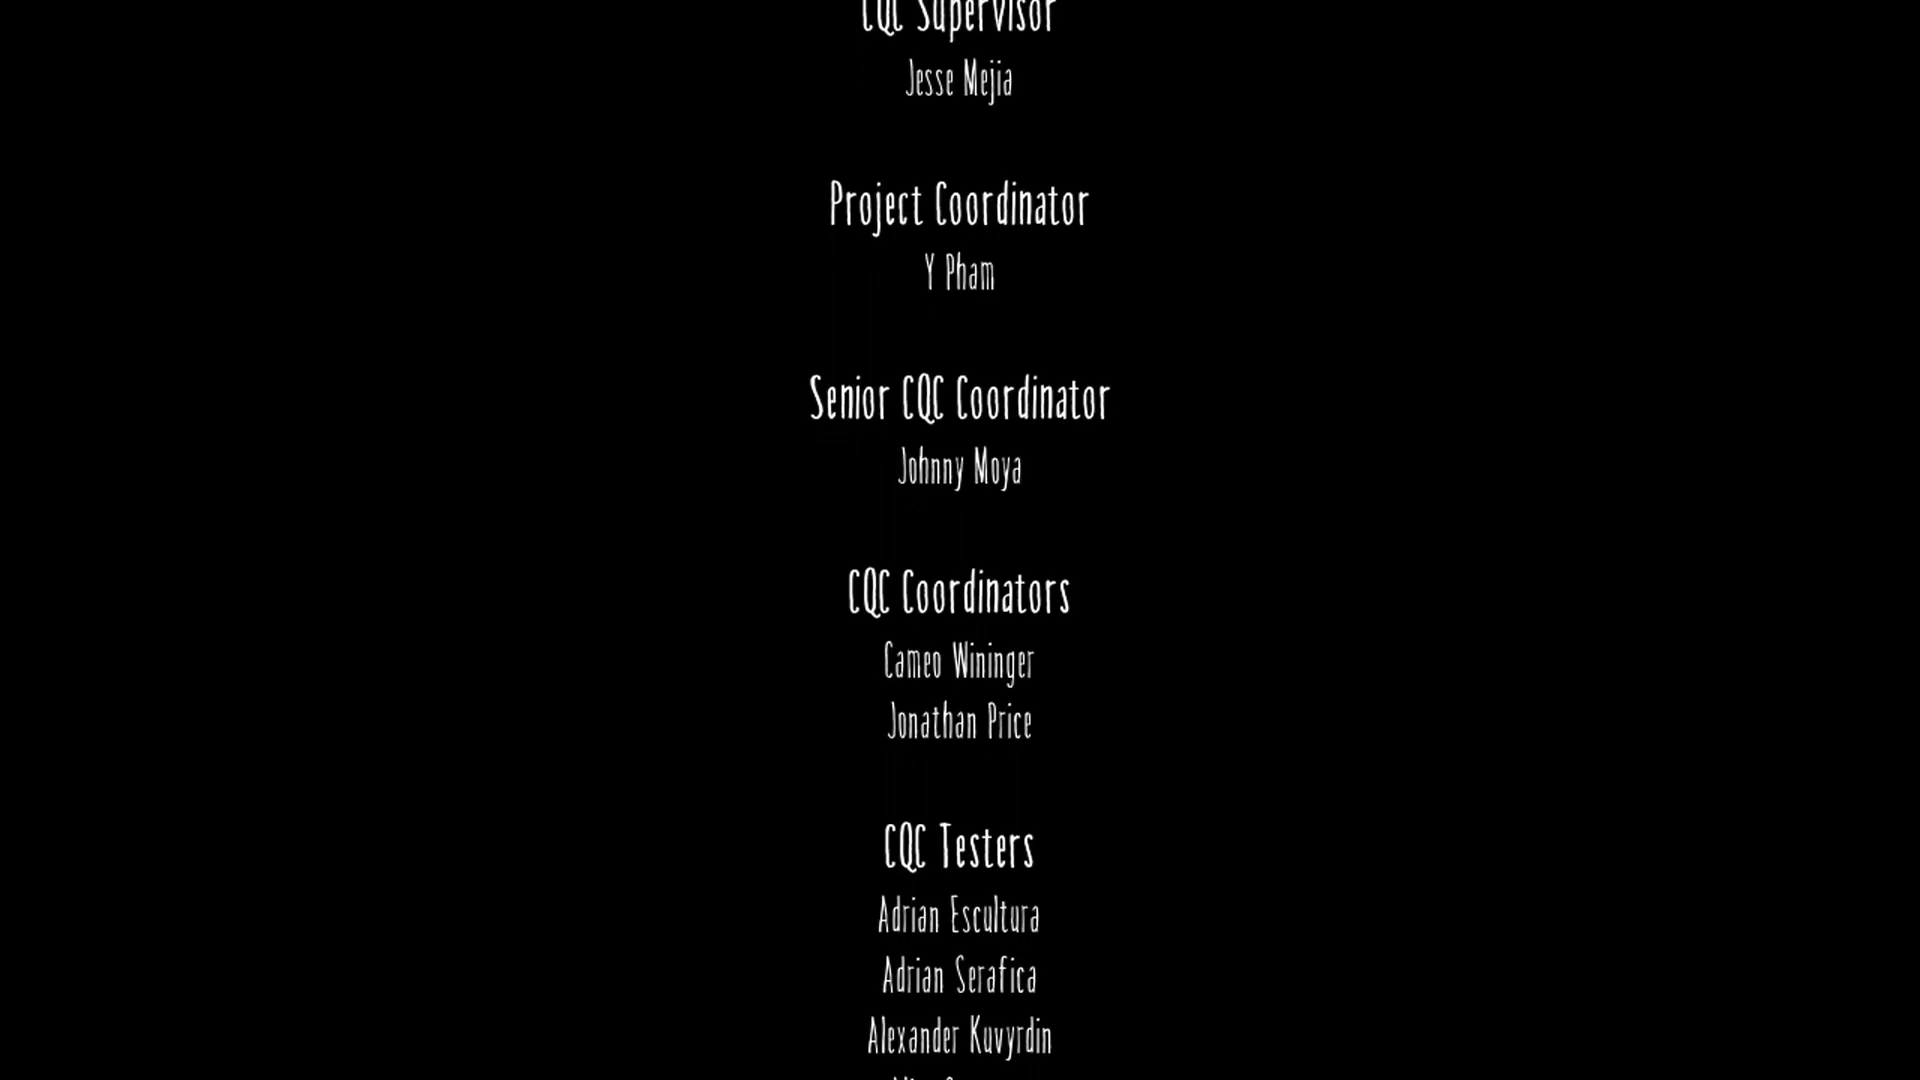 CQC Supervisor
Jesse Mejia
Project Coordinator
Y Pham
Senior CQC Coordinator
Johnny Moya
CQC Coordinators
Cameo Wininger
Jonathan Price
CQC Testers
Adrian Escultura
Adrian Serafica
Alexander Kuvyrdin